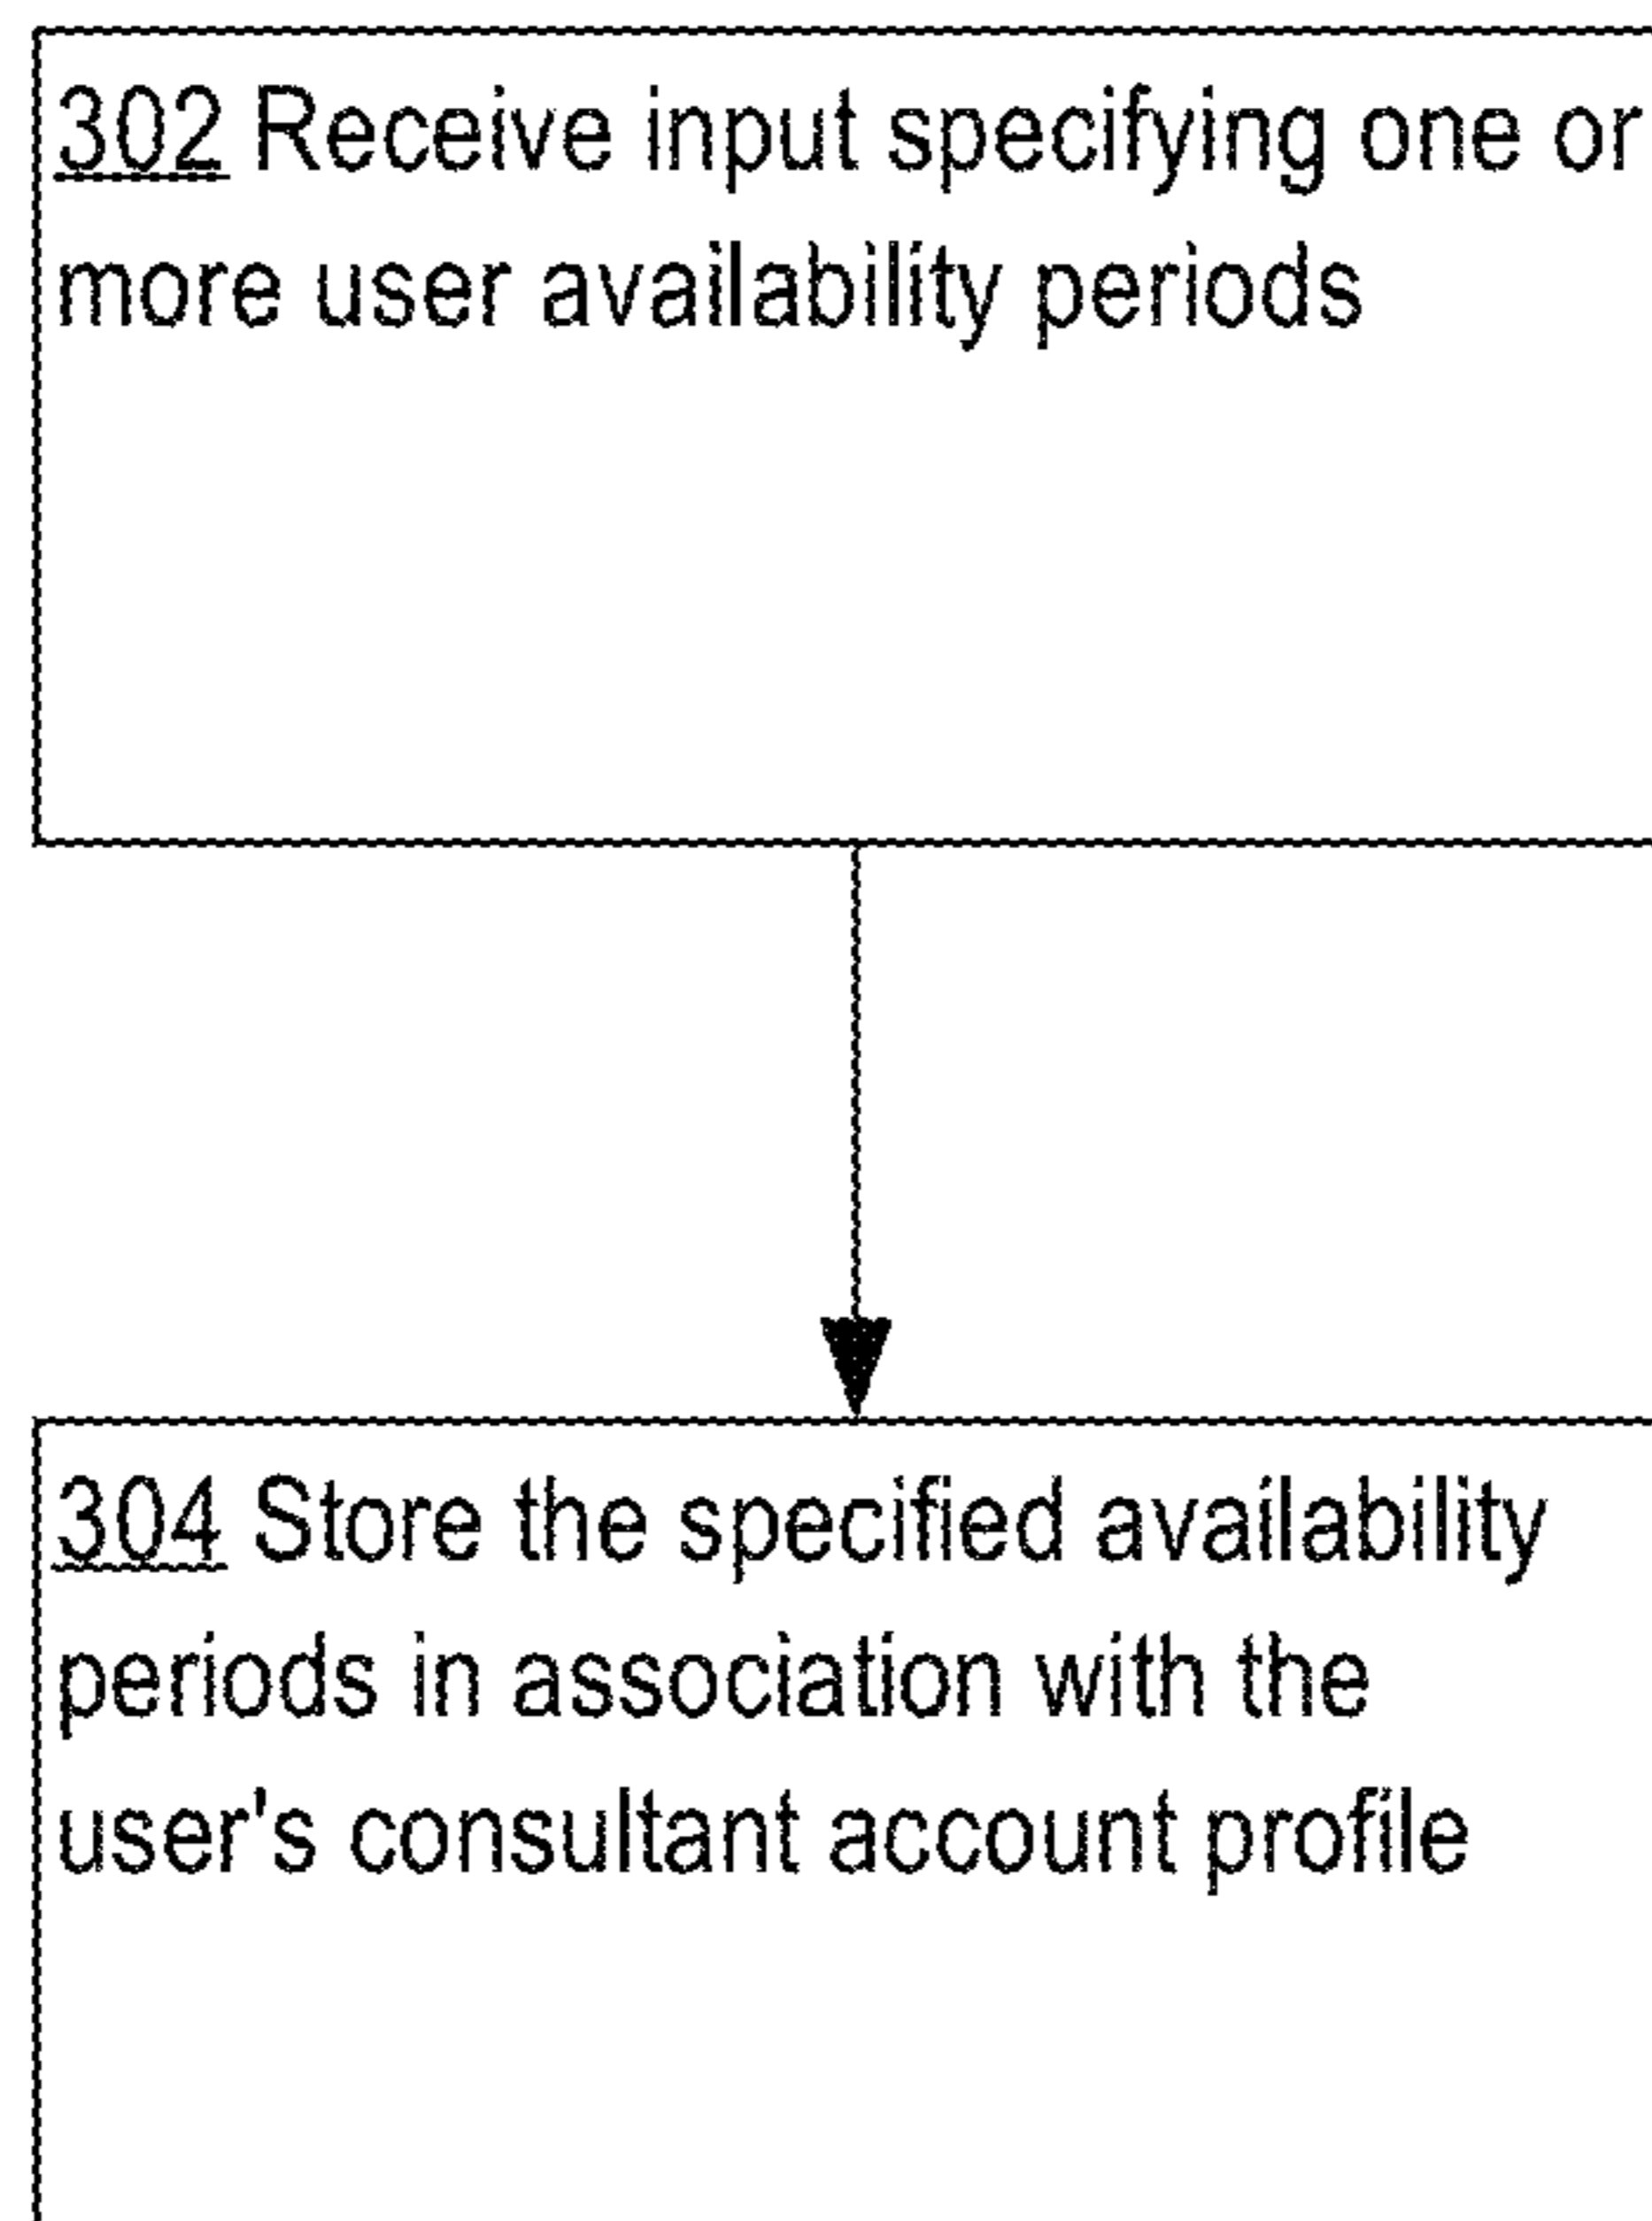 302 Receive input specifying one or
more user availability periods
304 Store the specified availability
periods in association with the
user's consultant account profile